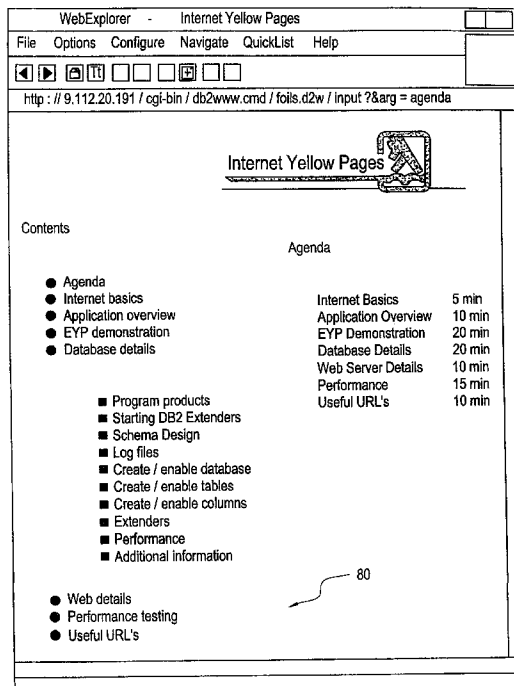 WebExplorer - Internet Yellow Pages
File Options Configure Navigate QuickList Help
Tt
http : // 9.112.20.191 / cgi-bin / db2www.cmd / foils.d2w / input ?&arg = agenda
Internet Yellow Pages
Contents
Agenda
● Agenda
● Internet basics
● Application overview
● EYP demonstration
● Database details
■ Program products
■ Starting DB2 Extenders
■ Schema Design
■ Log files
■ Create / enable database
■ Create / enable tables
■ Create / enable columns
■ Extenders
■ Performance
■ Additional information
● Web details
● Performance testing
● Useful URL's
Internet Basics 5 min
Application Overview 10 min
EYP Demonstration 20 min
Database Details 20 min
Web Server Details 10 min
Performance 15 min
Useful URL's 10 min
80